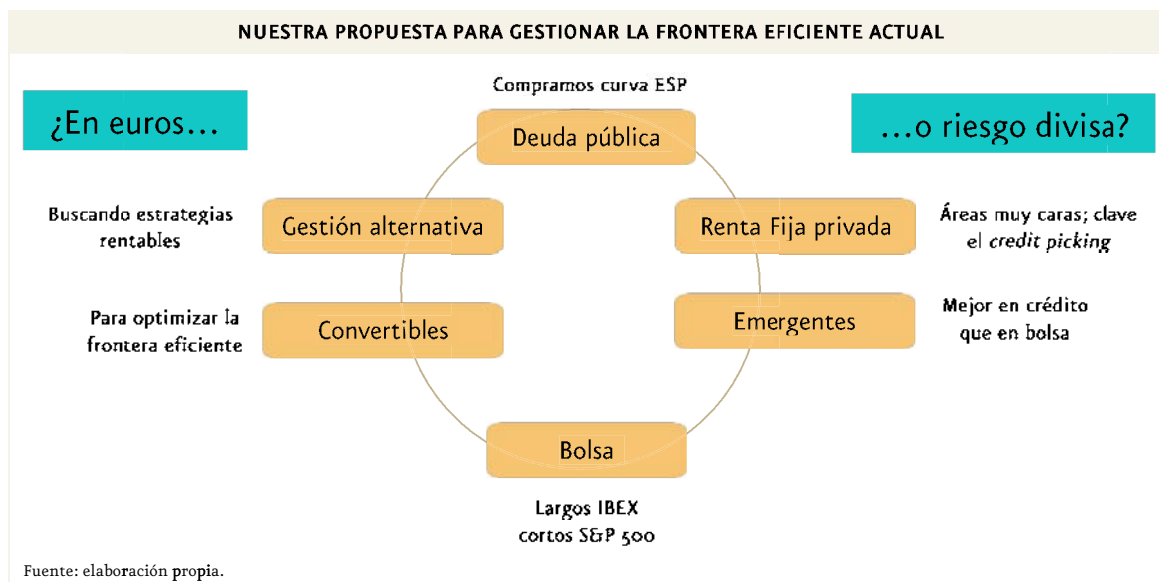 NUESTRA PROPUESTA PARA GESTIONAR LA FRONTERA EFICIENTE ACTUAL
¿En euros...
...o riesgo divisa?
Compramos curva ESP
Deuda pública
Buscando estrategias
rentables
Gestión alternativa
Renta Fija privada
Áreas muy caras; clave
el credit picking
Para optimizar la
frontera eficiente
Convertibles
Emergentes
Mejor en crédito
que en bolsa
Bolsa
Largos IBEX
cortos S&P 500
Fuente: elaboración propia.